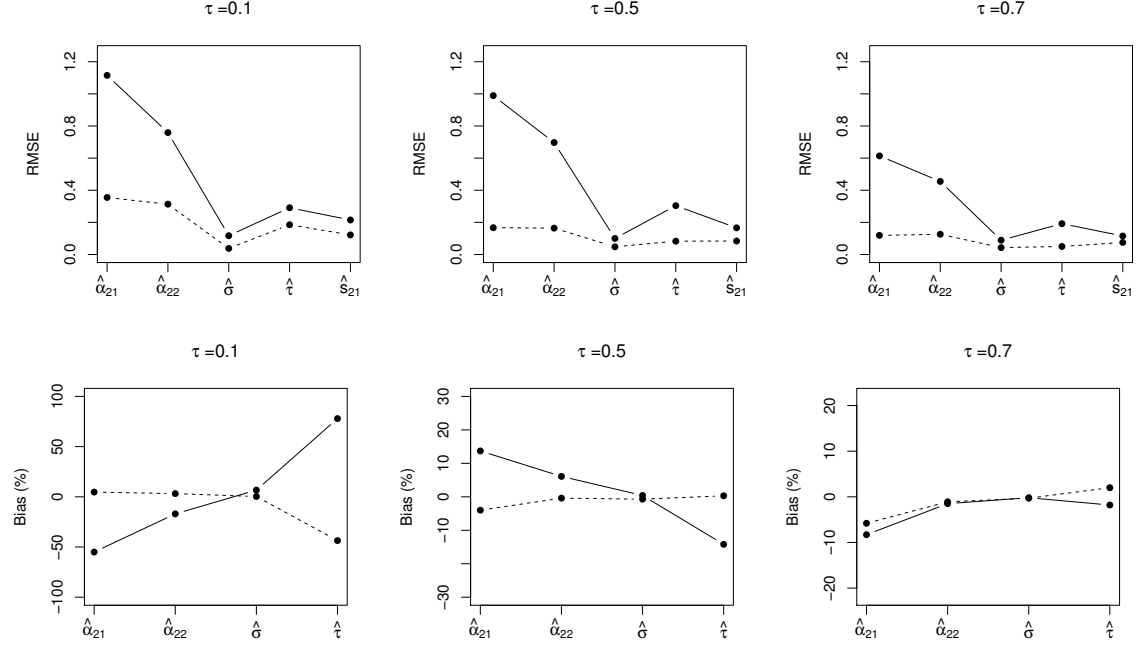 τ =0.1
τ =0.5
τ =0.7
RMSE
0.0 0.4 0.8 1.2
α̂21 α̂22 σ̂ τ̂ ŝ21
RMSE
0.0 0.4 0.8 1.2
α̂21 α̂22 σ̂ τ̂ ŝ21
RMSE
0.0 0.4 0.8 1.2
α̂21 α̂22 σ̂ τ̂ ŝ21
τ =0.1
τ =0.5
τ =0.7
Bias (%)
−100 −50 0 50 100
α̂21 α̂22 σ̂ τ̂
Bias (%)
−30 −10 0 10 20 30
α̂21 α̂22 σ̂ τ̂
Bias (%)
−20 −10 0 10 20
α̂21 α̂22 σ̂ τ̂